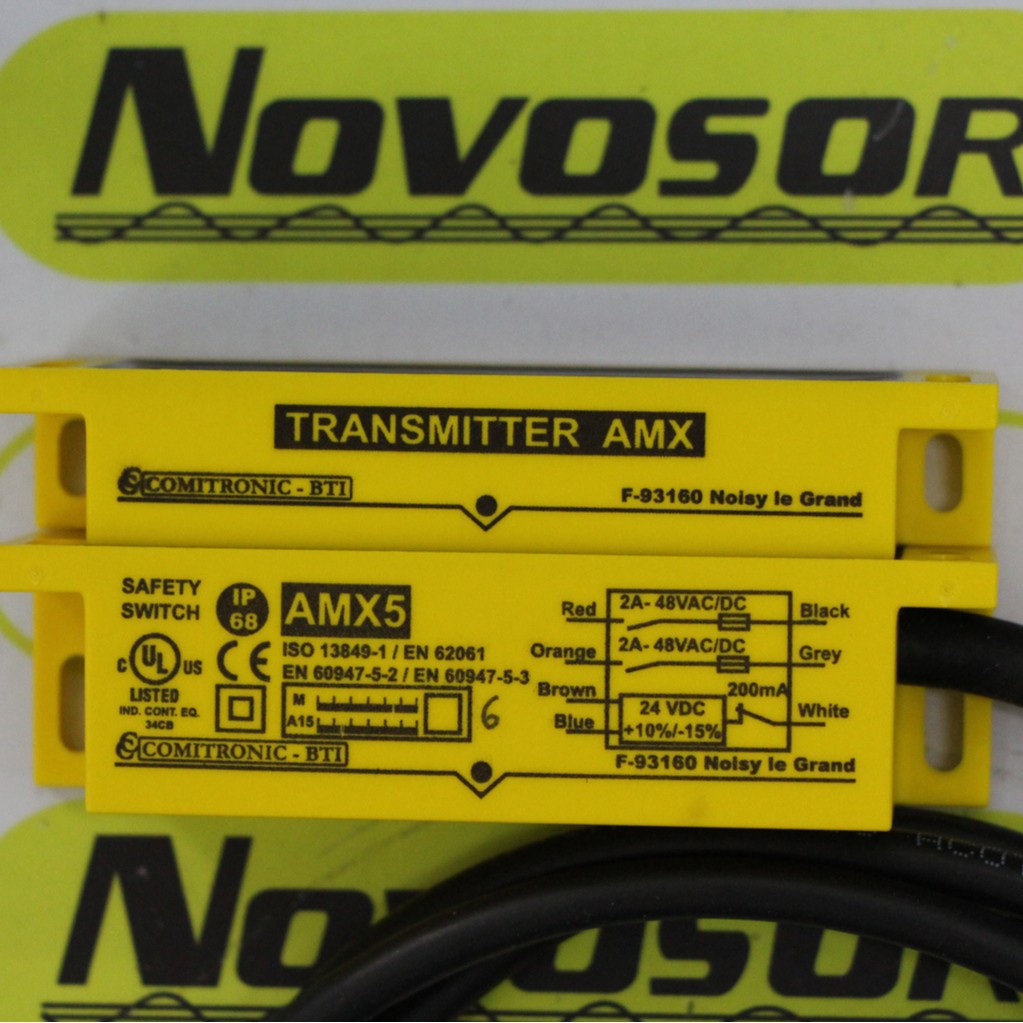 NOVOSOR
TRANSMITTER AMX
COMITRONIC - BTI
F-93160 Noisy le Grand
SAFETY
SWITCH
IP
68
AMX5
C UL US
LISTED
IND. CONT. EQ.
34CB
CE
ISO 13849-1 / EN 62061
EN 60947-5-2 / EN 60947-5-3
M
A15
6
COMITRONIC - BTI
Red 2A- 48VAC/DC Black
Orange 2A- 48VAC/DC Grey
Brown 200mA
24 VDC White
Blue +10%/-15%
F-93160 Noisy le Grand